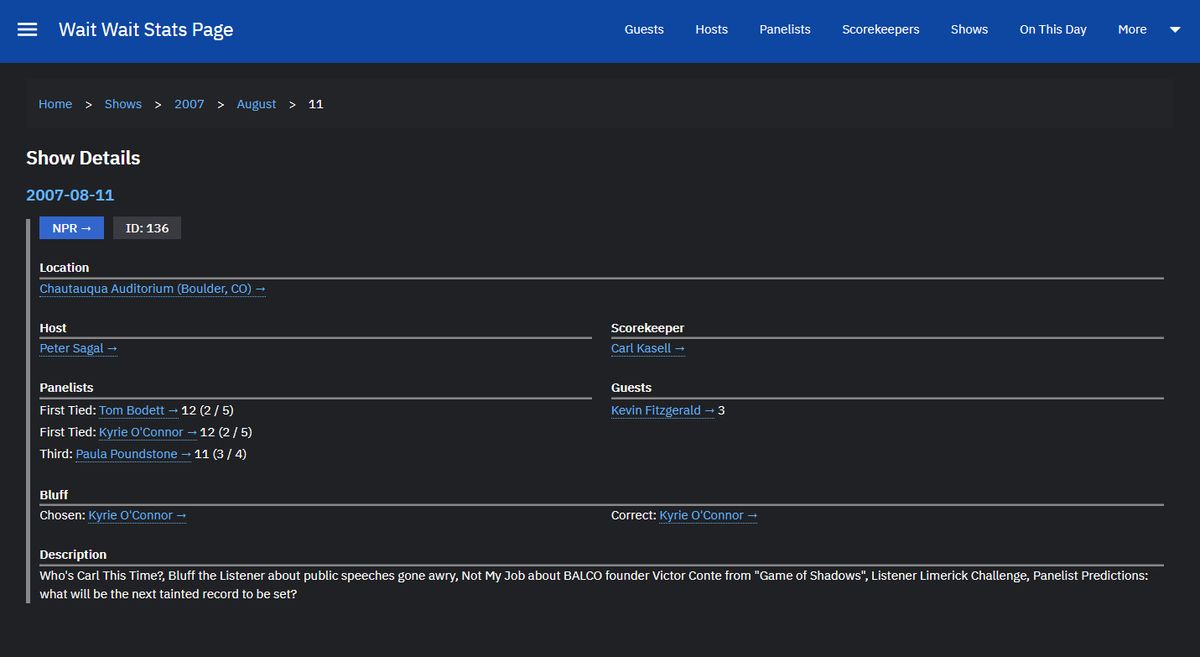 Wait Wait Stats Page
Guests Hosts Panelists Scorekeepers Shows On This Day More
Home > Shows > 2007 > August > 11
Show Details
2007-08-11
NPR → ID: 136
Location
Chautauqua Auditorium (Boulder, CO) →
Host
Peter Sagal →
Scorekeeper
Carl Kasell →
Panelists
First Tied: Tom Bodett → 12 (2 / 5)
First Tied: Kyrie O'Connor → 12 (2 / 5)
Third: Paula Poundstone → 11 (3 / 4)
Guests
Kevin Fitzgerald → 3
Bluff
Chosen: Kyrie O'Connor →
Correct: Kyrie O'Connor →
Description
Who's Carl This Time?, Bluff the Listener about public speeches gone awry, Not My Job about BALCO founder Victor Conte from "Game of Shadows", Listener Limerick Challenge, Panelist Predictions:
what will be the next tainted record to be set?